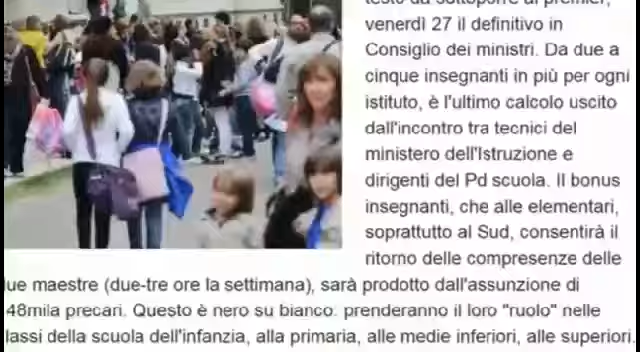 testo da sottoporre al premier,
venerdì 27 il definitivo in
Consiglio dei ministri. Da due a
cinque insegnanti in più per ogni
istituto, è l'ultimo calcolo uscito
dall'incontro tra tecnici del
ministero dell'Istruzione e
dirigenti del Pd scuola. Il bonus
insegnanti, che alle elementari,
soprattutto al Sud, consentirà il
ritorno delle compresenze delle
lue maestre (due-tre ore la settimana), sarà prodotto dall'assunzione di
48mila precari. Questo è nero su bianco: prenderanno il loro "ruolo" nelle
lassi della scuola dell'infanzia, alla primaria, alle medie inferiori, alle superiori.